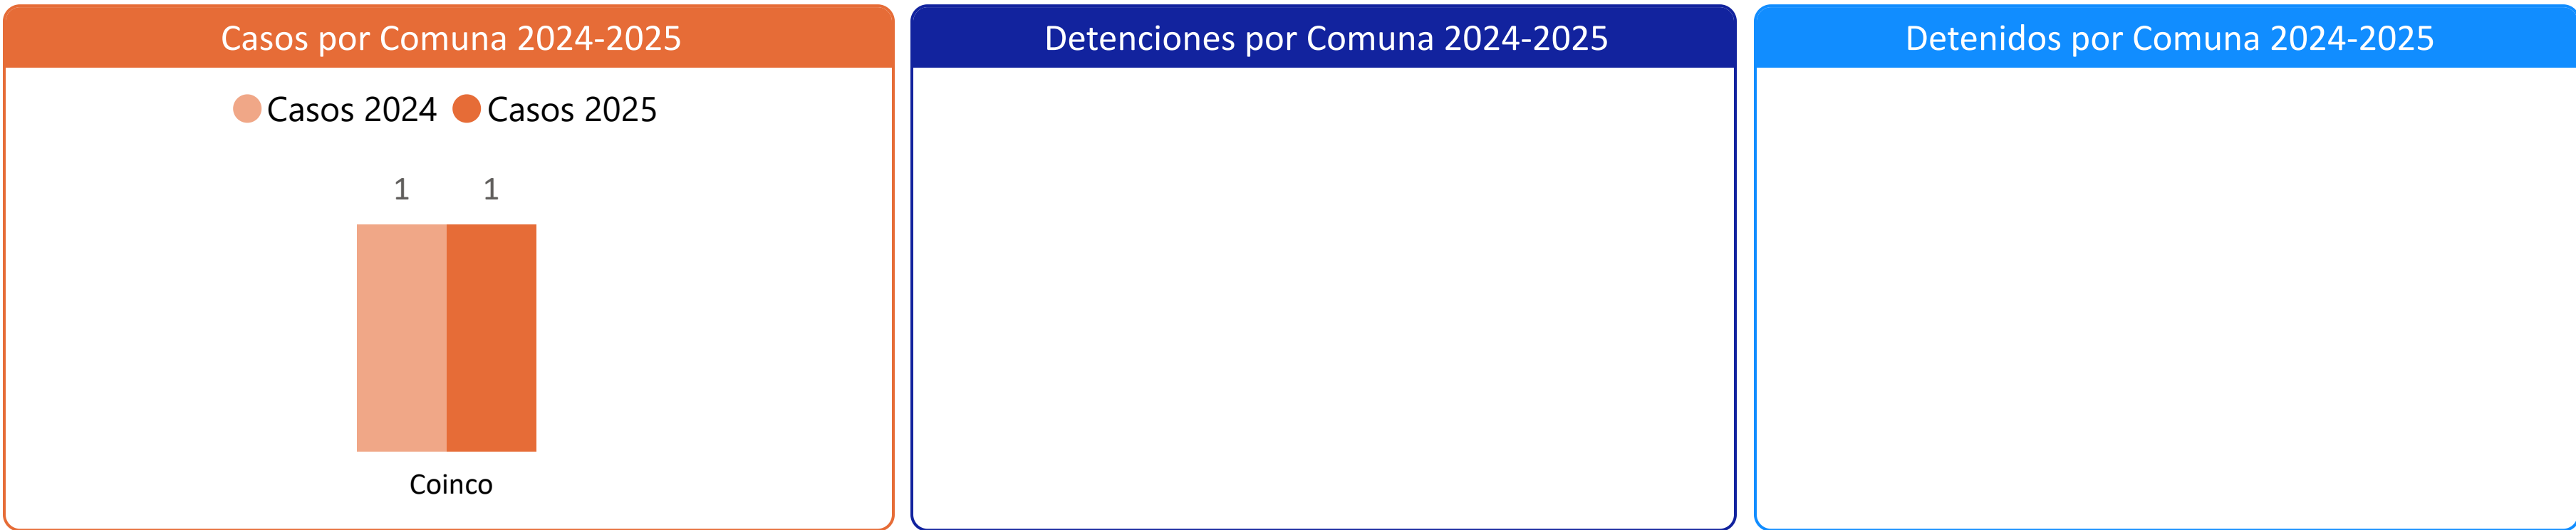 Casos por Comuna 2024-2025
Casos 2024 Casos 2025
1 1
Coinco
Detenciones por Comuna 2024-2025
Detenidos por Comuna 2024-2025